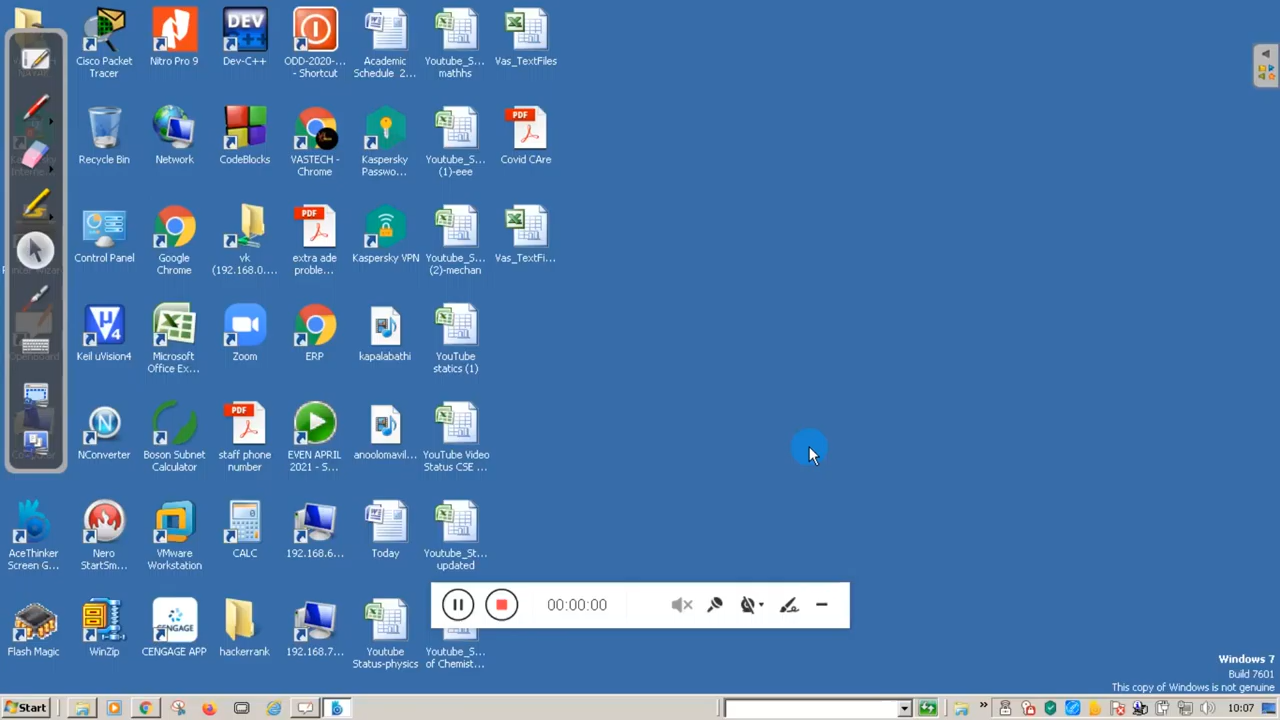 Cisco Packet
Tracer
Nitro Pro 9
Dev-C++
ODD-2020-...
- Shortcut
Academic
Schedule 2...
Youtube_S...
mathhs
Vas_TextFiles
Recycle Bin
Network
CodeBlocks
VASTECH -
Chrome
Kaspersky
Passwo...
Youtube_S...
(1)-eee
PDF
Covid CAre
Control Panel
Google
Chrome
vk
(192.168.0....
PDF
extra ade
proble...
Kaspersky VPN
Youtube_S...
(2)-mechan
Vas_TextFi...
Keil uVision4
Microsoft
Office Ex...
Zoom
ERP
kapalabathi
YouTube
statics (1)
NConverter
Boson Subnet
Calculator
PDF
staff phone
number
EVEN APRIL
2021 - S...
anoolomavil...
YouTube Video
Status CSE ...
AceThinker
Screen G...
Nero
StartSm...
VMware
Workstation
CALC
192.168.6...
Today
Youtube_St...
updated
00:00:00
Flash Magic
WinZip
CENGAGE
CENGAGE APP
hackerrank
192.168.7...
Youtube
Status-physics
Youtube_S...
of Chemist...
Windows 7
Build 7601
This copy of Windows is not genuine
Start
10:07